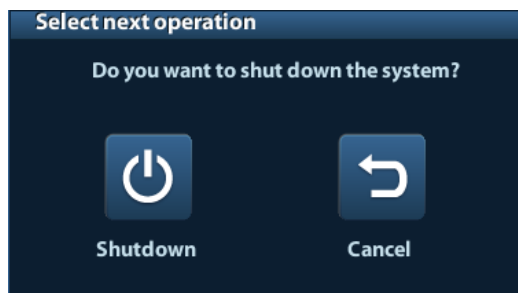 Select next operation
Do you want to shut down the system?
Shutdown
Cancel